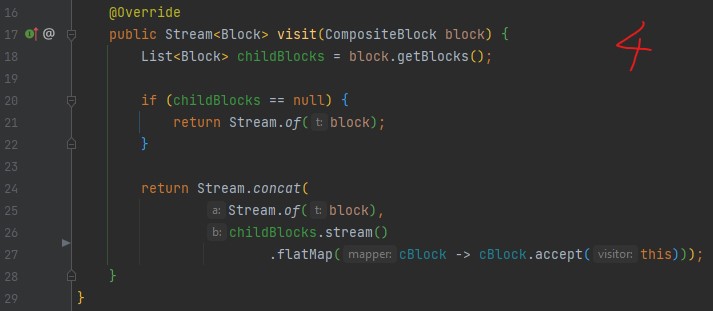 16 @Override
17 @ public Stream<Block> visit(CompositeBlock block) {
18 List<Block> childBlocks = block.getBlocks();
19
20 if (childBlocks == null) {
21 return Stream.of( t: block);
22 }
23
24 return Stream.concat(
25 a: Stream.of( t: block),
26 b: childBlocks.stream()
27 .flatMap( mapper: cBlock -> cBlock.accept( visitor: this)));
28 }
29 }
4